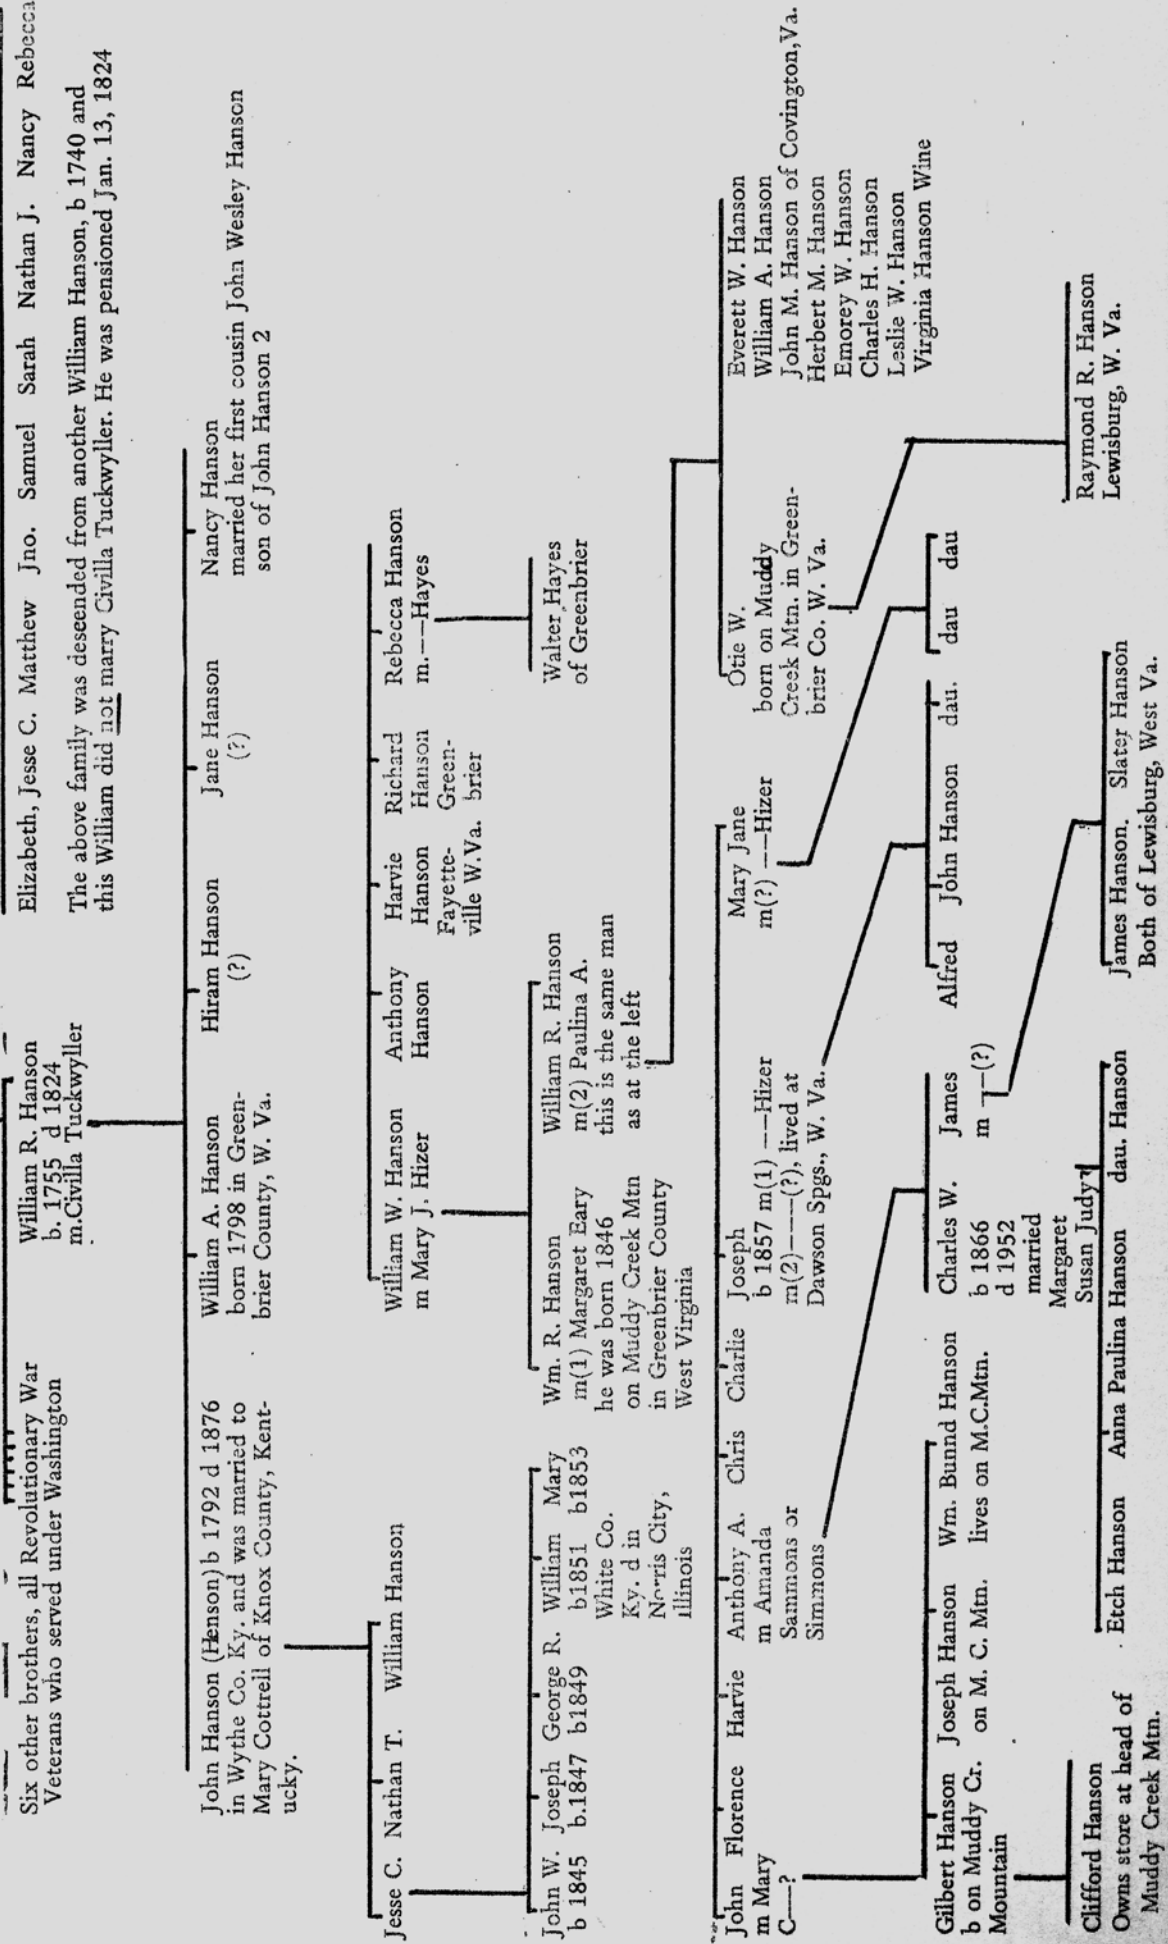 Six other brothers, all Revolutionary War
Veterans who served under Washington
William R. Hanson
b. 1755 d 1824
m.Civilla Tuckwyller
Elizabeth, Jesse C. Matthew Jno. Samuel Sarah Nathan J. Nancy Rebecca
The above family was deseended from another William Hanson, b 1740 and
this William did not marry Civilla Tuckwyller. He was pensioned Jan. 13, 1824
John Hanson (Henson) b 1792 d 1876
in Wythe Co. Ky. and was married to
Mary Cottrell of Knox County, Kent-
ucky.
William A. Hanson
born 1798 in Green-
brier County, W. Va.
Hiram Hanson
(?)
Jane Hanson
(?)
Nancy Hanson
married her first cousin John Wesley Hanson
son of John Hanson 2
Jesse C. Nathan T. William Hanson
William W. Hanson
m Mary J. Hizer
Anthony
Hanson
Harvie
Hanson
Fayette-
ville W.Va.
Richard
Hanson
Green-
brier
Rebecca Hanson
m.——Hayes
John W.
b 1845
Joseph
b.1847
George R.
b1849
William
b1851
White Co.
Ky. d in
Norris City,
Illinois
Mary
b1853
Wm. R. Hanson
m(1) Margaret Eary
he was born 1846
on Muddy Creek Mtn
in Greenbrier County
West Virginia
William R. Hanson
m(2) Paulina A.
this is the same man
as at the left
Walter Hayes
of Greenbrier
John
m Mary
C——?
Florence
Harvie
Anthony A.
m Amanda
Sammons or
Simmons
Chris
Charlie
Joseph
b 1857 m(1) ——Hizer
m(2)----(?), lived at
Dawson Spgs., W. Va.
Mary Jane
m(?) ——Hizer
Otie W.
born on Muddy
Creek Mtn. in Green-
brier Co. W. Va.
Everett W. Hanson
William A. Hanson
John M. Hanson of Covington,Va.
Herbert M. Hanson
Emorey W. Hanson
Charles H. Hanson
Leslie W. Hanson
Virginia Hanson Wine
Gilbert Hanson
b on Muddy Cr.
Mountain
Joseph Hanson
on M. C. Mtn.
Wm. Bunnd Hanson
lives on M.C.Mtn.
Charles W.
b 1866
d 1952
married
Margaret
Susan Judy
James
m ——(?)
Alfred John Hanson dau.
dau dau
Raymond R. Hanson
Lewisburg, W. Va.
Clifford Hanson
Owns store at head of
Muddy Creek Mtn.
Etch Hanson Anna Paulina Hanson dau. Hanson
James Hanson. Slater Hanson
Both of Lewisburg, West Va.